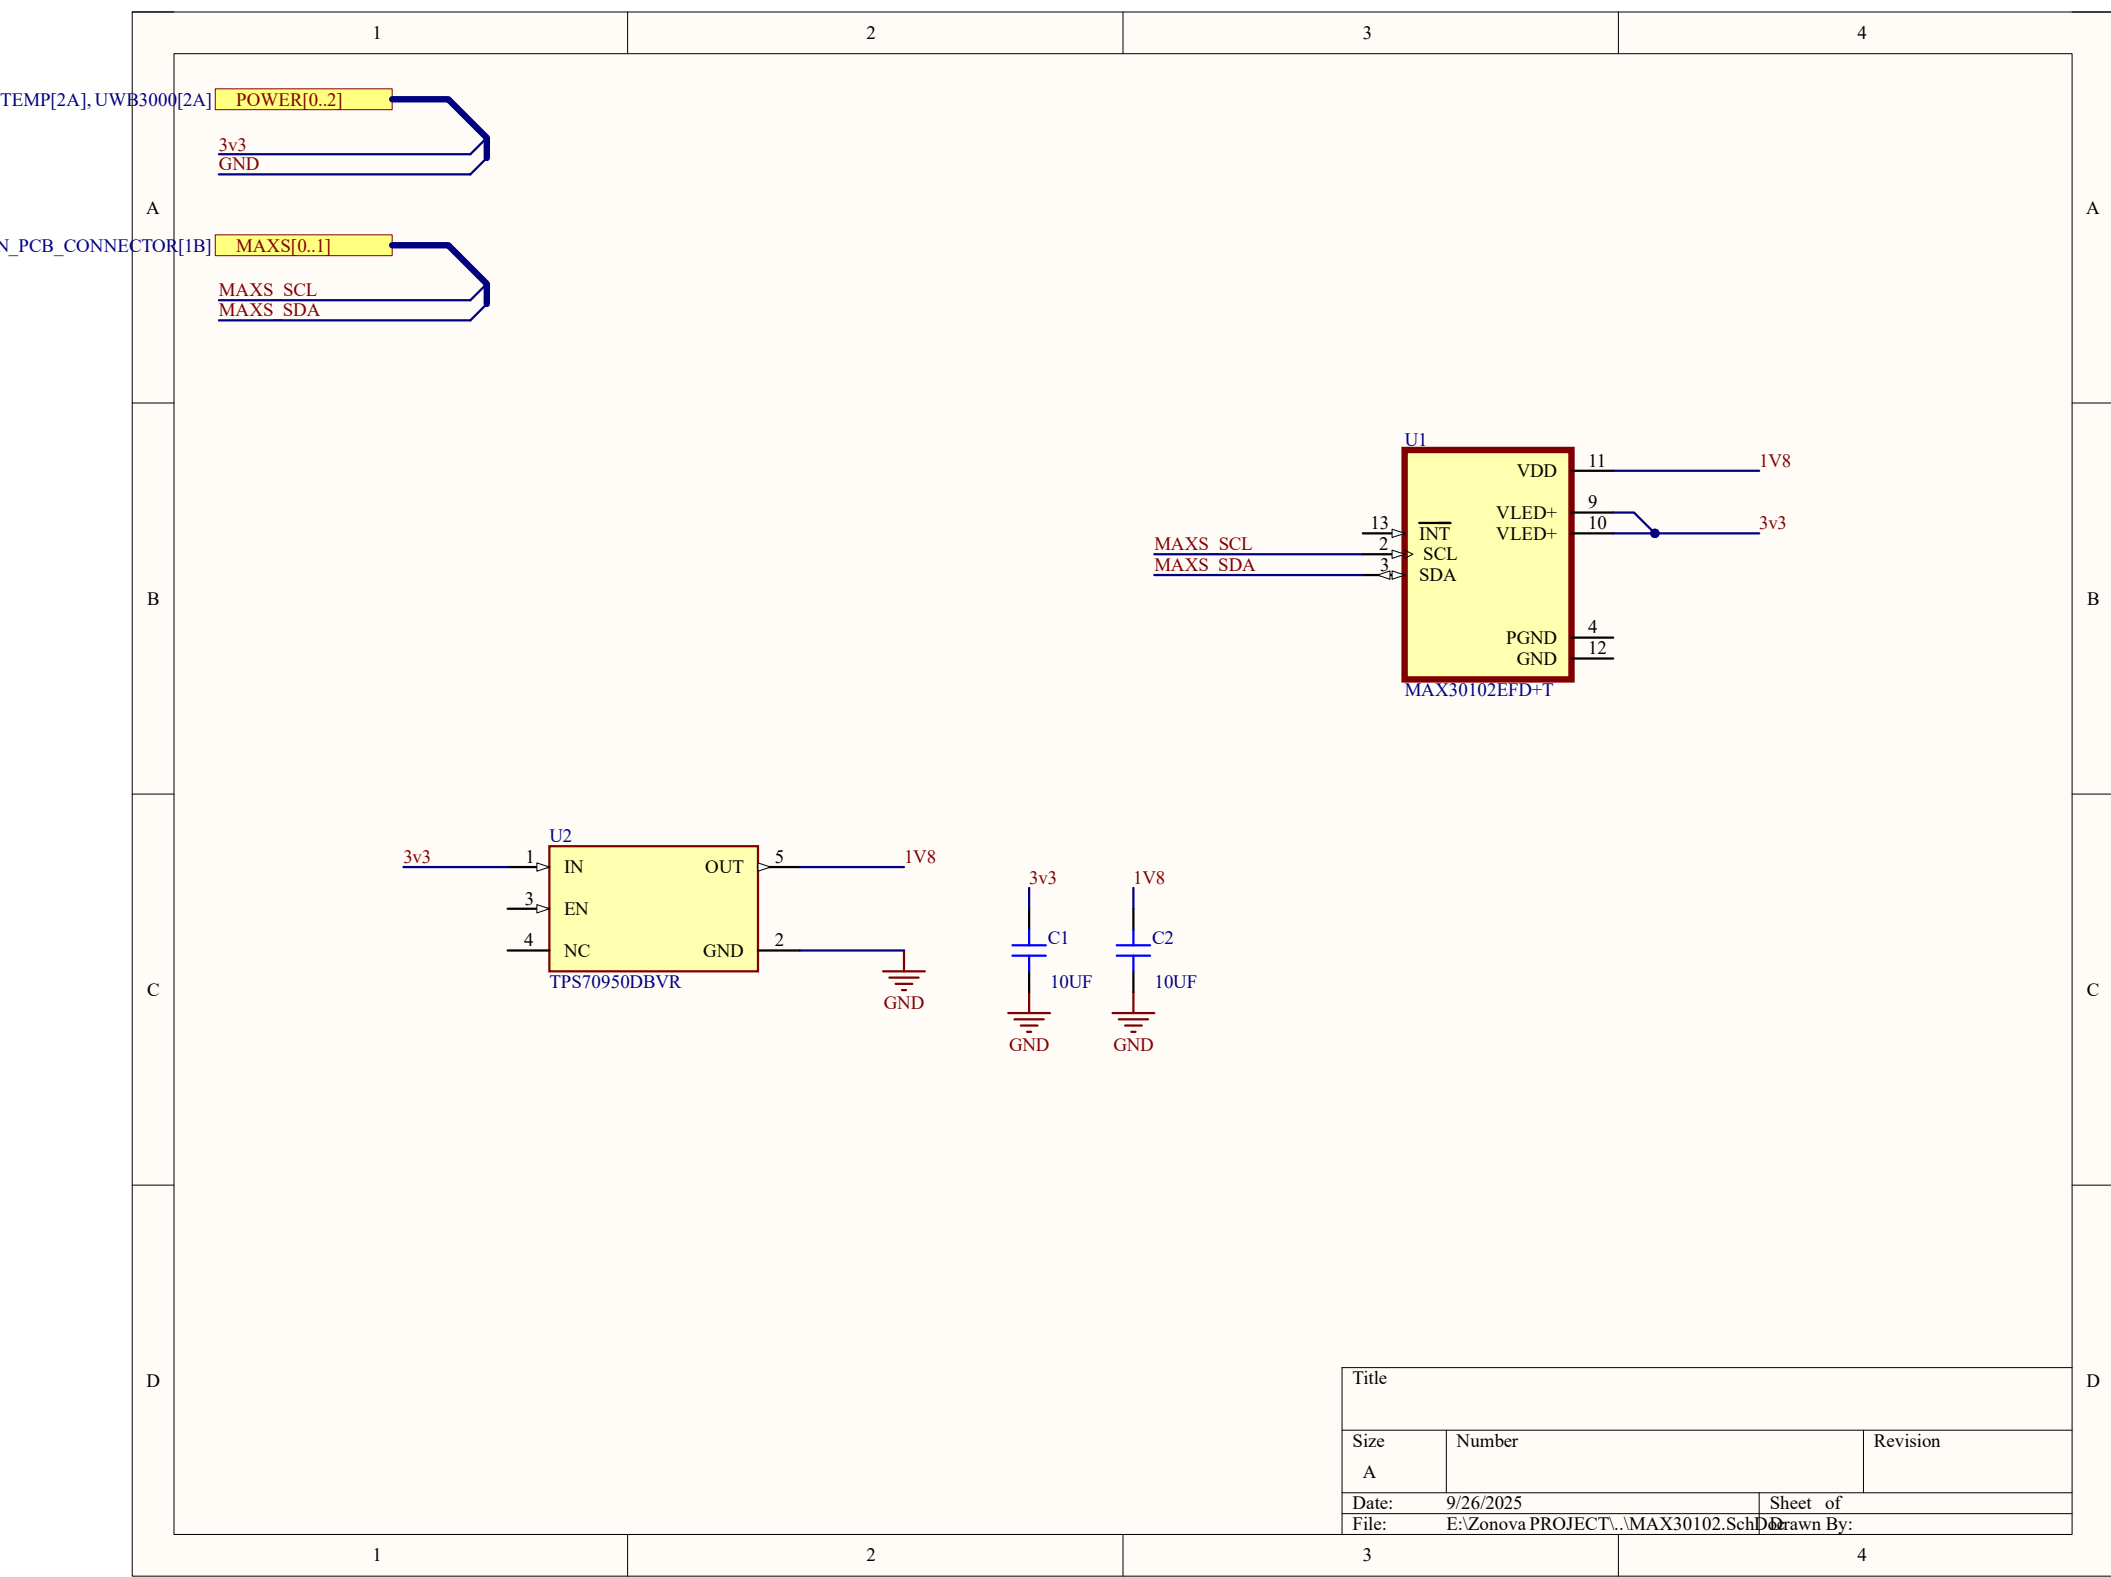 1 2 3 4
TEMP[2A], UWB3000[2A] POWER[0..2]
3v3
GND
A A
N_PCB_CONNECTOR[1B] MAXS[0..1]
MAXS_SCL
MAXS_SDA
U1
VDD 11 1V8
VLED+ 9
13 INT VLED+ 10 3v3
MAXS_SCL 2 SCL
MAXS_SDA 3 SDA
B B
PGND 4
GND 12
MAX30102EFD+T
U2
3v3 1 IN OUT 5 1V8
3 EN
4 NC GND 2
TPS70950DBVR
GND
3v3 1V8
C1 C2
10UF 10UF
GND GND
C C
Title
D D
Size Number Revision
A
Date: 9/26/2025 Sheet of
File: E:\Zonova PROJECT\..\MAX30102.SchDoc Drawn By:
1 2 3 4